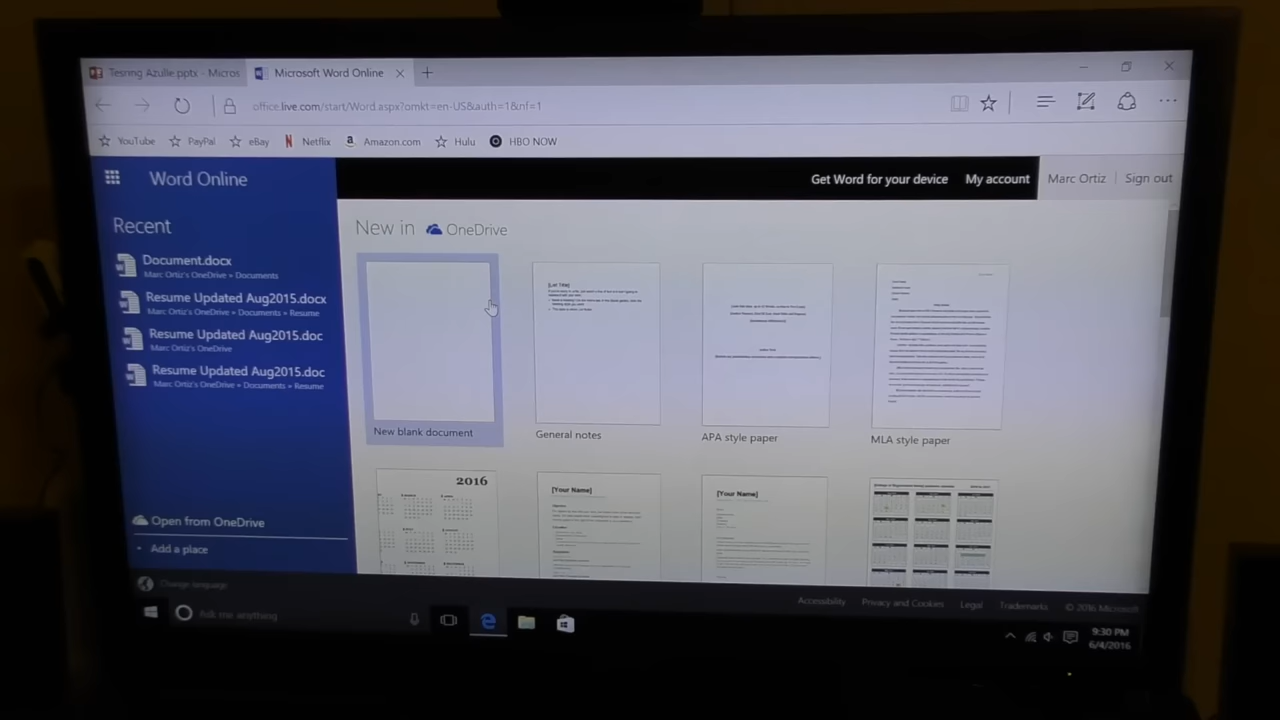 Tesring Azulle.pptx - Micros
Microsoft Word Online
office.live.com/start/Word.aspx?omkt=en-US&auth=1&nf=1
YouTube
PayPal
eBay
Netflix
Amazon.com
Hulu
HBO NOW
Word Online
Get Word for your device
My account
Marc Ortiz
Sign out
Recent
Document.docx
Marc Ortiz's OneDrive » Documents
Resume Updated Aug2015.docx
Marc Ortiz's OneDrive » Documents » Resume
Resume Updated Aug2015.doc
Marc Ortiz's OneDrive
Resume Updated Aug2015.doc
Marc Ortiz's OneDrive » Documents » Resume
Open from OneDrive
Add a place
New in OneDrive
[List Title]
New blank document
General notes
APA style paper
MLA style paper
2016
[Your Name]
[Your Name]
Change language
Accessibility
Privacy and Cookies
Legal
Trademarks
© 2016 Microsoft
Ask me anything
9:30 PM
6/4/2016